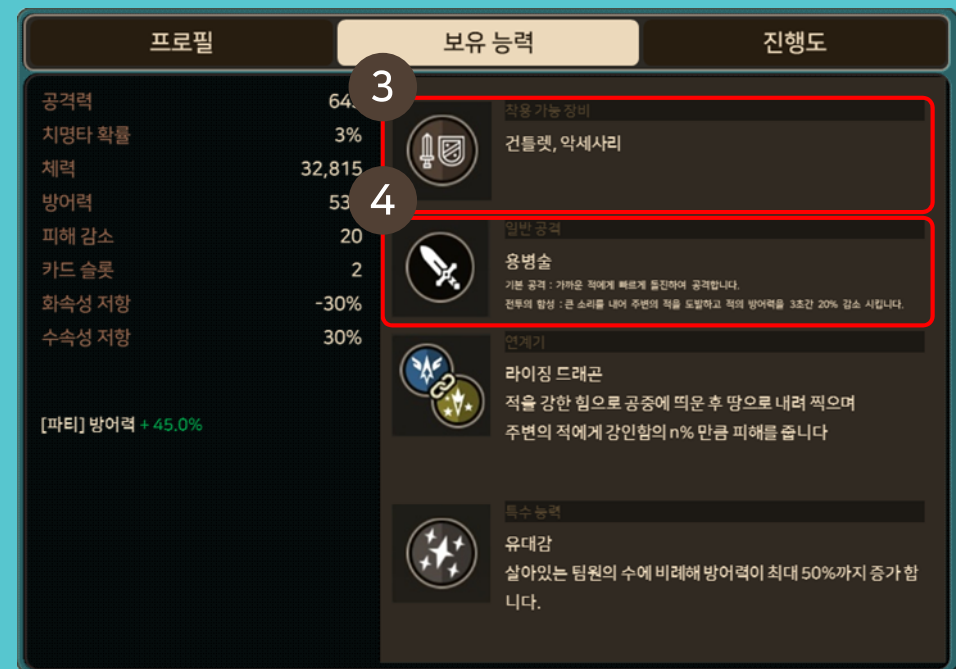 프로필
보유 능력
진행도
공격력
치명타 확률 3%
체력 32,815
방어력
피해 감소 20
카드 슬롯 2
화속성 저항 -30%
수속성 저항 30%
[파티] 방어력 + 45.0%
3
착용 가능 장비
건틀렛, 악세사리
4
일반 공격
용병술
기본 공격 : 가까운 적에게 빠르게 돌진하여 공격합니다.
전투의 함성 : 큰 소리를 내어 주변의 적을 도발하고 적의 방어력을 3초간 20% 감소 시킵니다.
연계기
라이징 드래곤
적을 강한 힘으로 공중에 띄운 후 땅으로 내려 찍으며
주변의 적에게 강인함의 n% 만큼 피해를 줍니다
특수 능력
유대감
살아있는 팀원의 수에 비례해 방어력이 최대 50%까지 증가 합
니다.